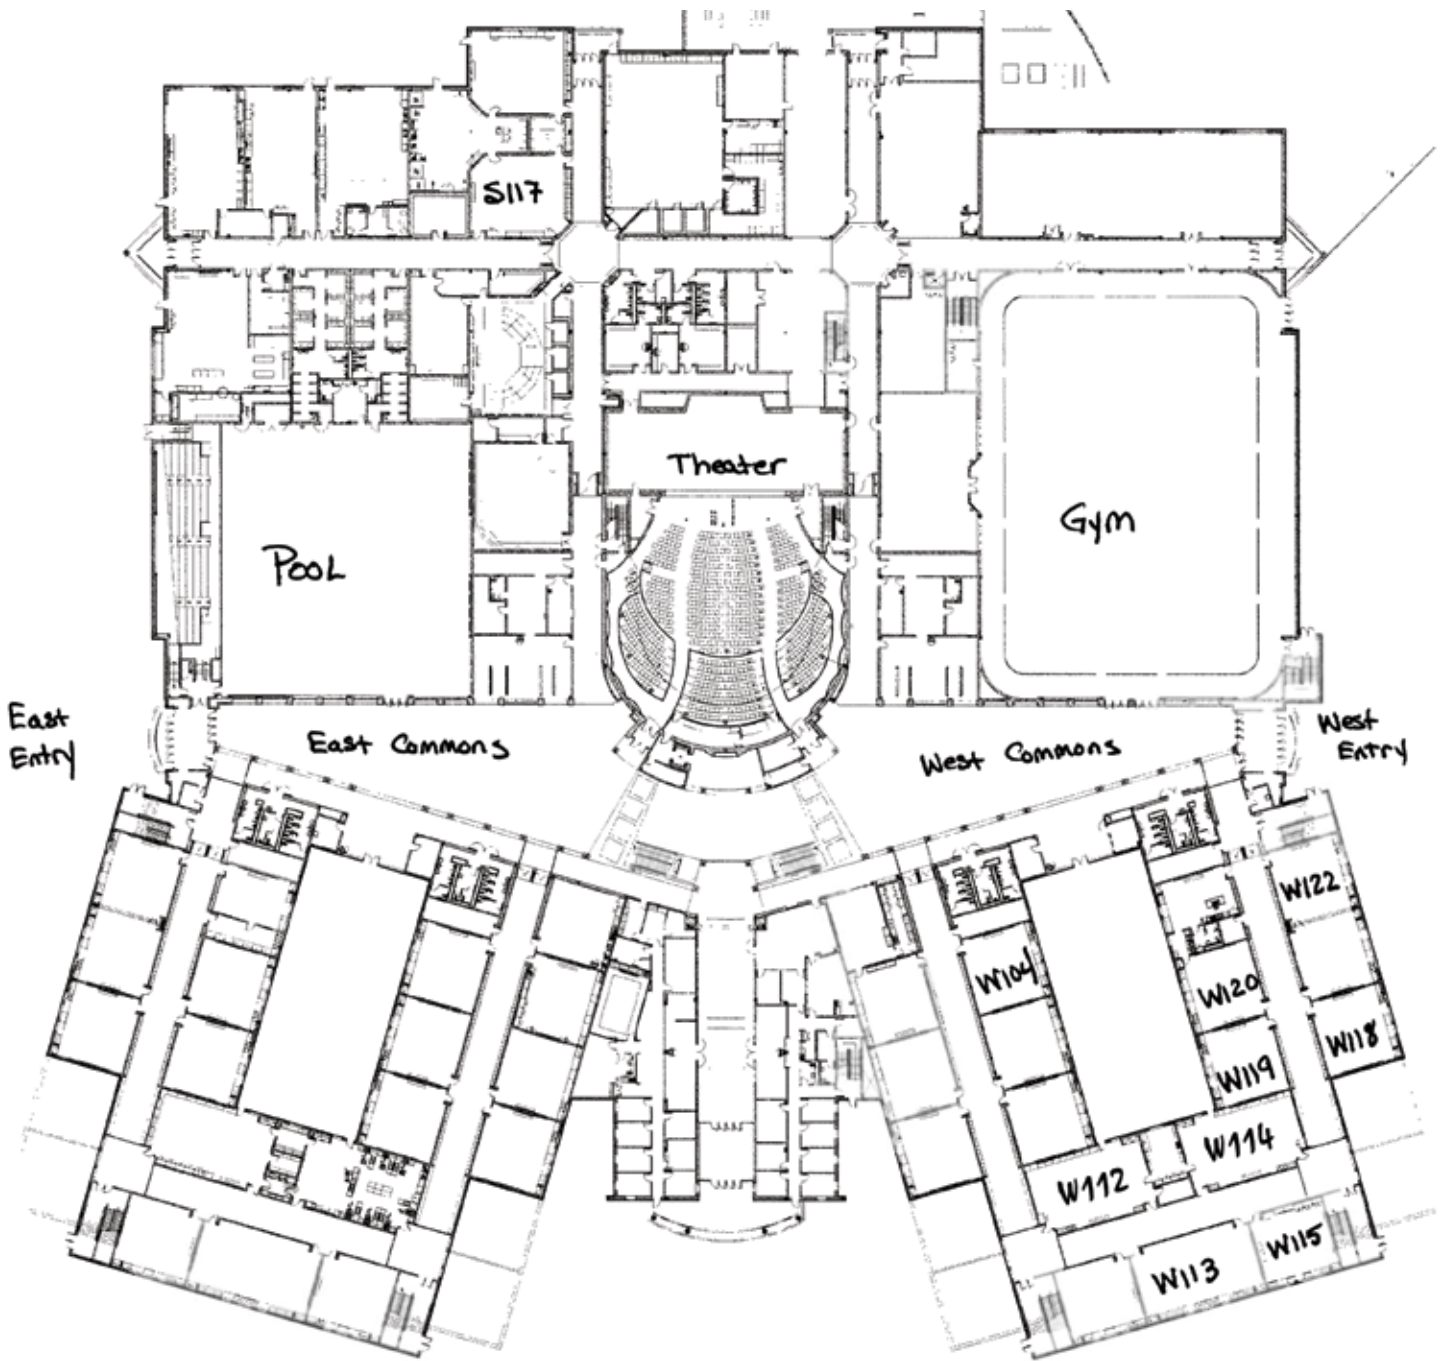 S117
Theater
Gym
POOL
East
Entry
East Commons
West Commons
West
Entry
W122
W104
W120
W118
W119
W114
W112
W115
W113